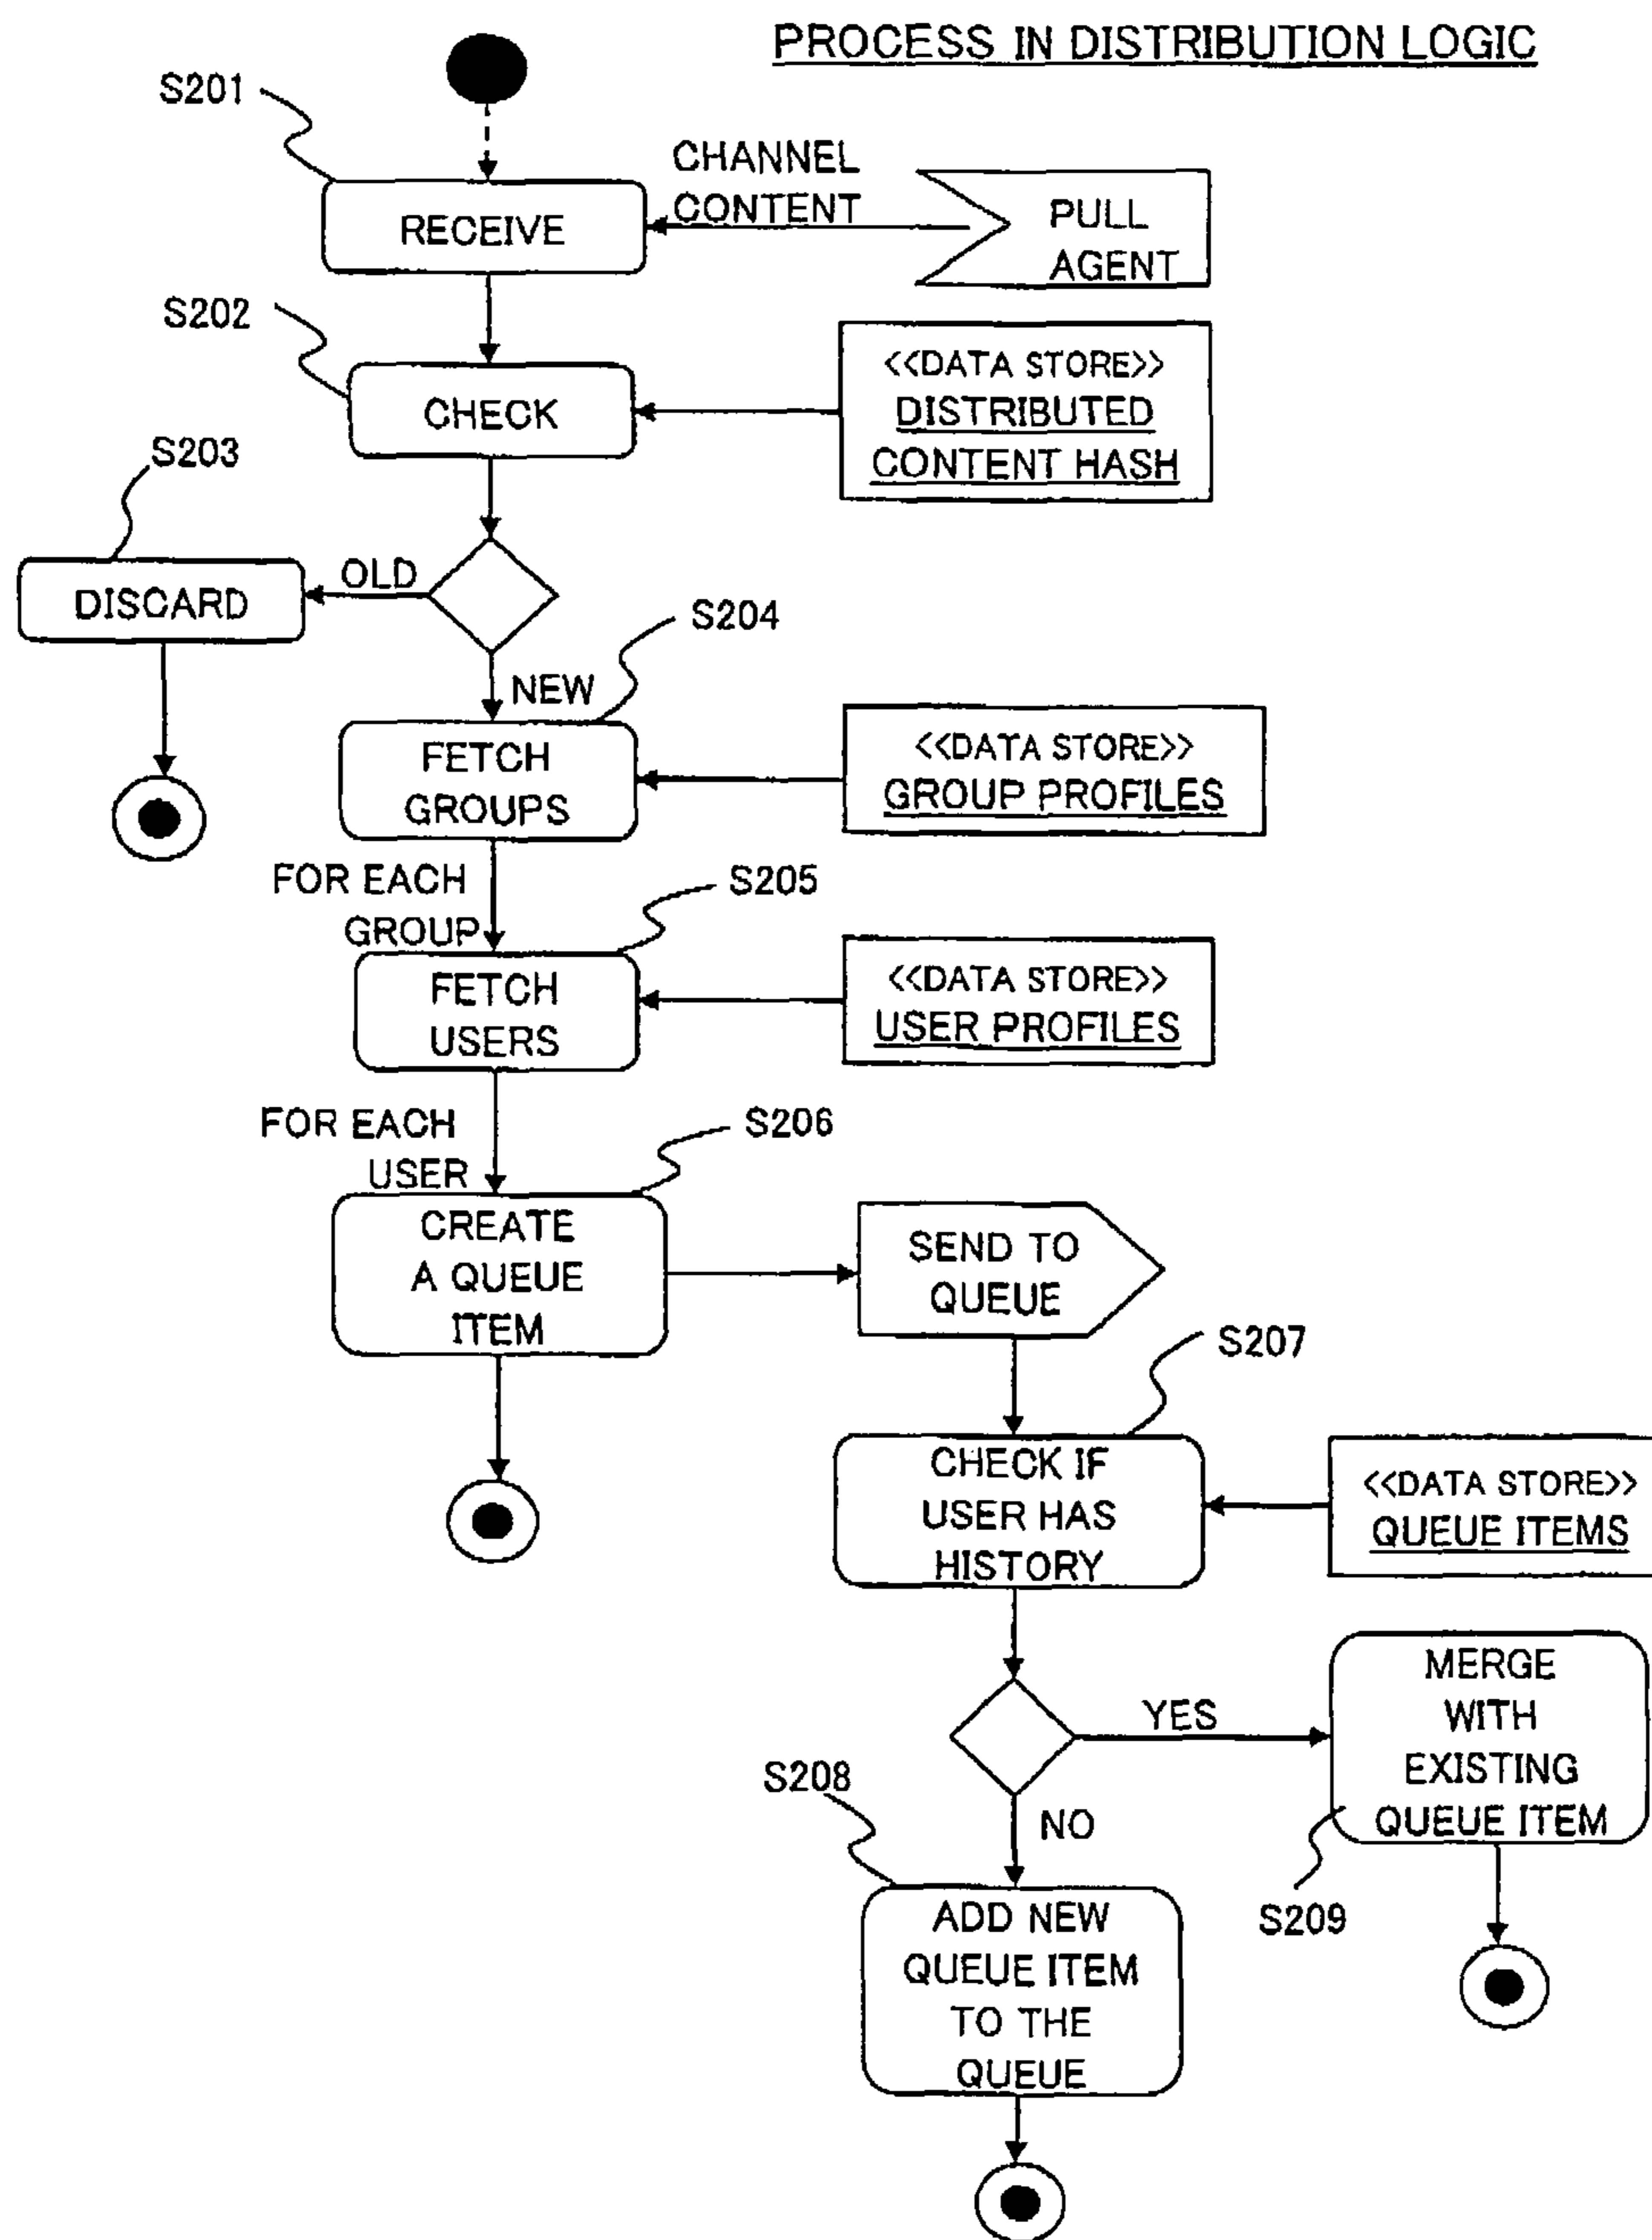 PROCESS IN DISTRIBUTION LOGIC
S201
CHANNEL
CONTENT
RECEIVE
PULL
AGENT
S202
CHECK
<<DATA STORE>>
DISTRIBUTED
CONTENT HASH
S203
OLD
DISCARD
S204
NEW
FETCH
GROUPS
<<DATA STORE>>
GROUP PROFILES
FOR EACH
GROUP
S205
FETCH
USERS
<<DATA STORE>>
USER PROFILES
FOR EACH
USER
S206
CREATE
A QUEUE
ITEM
SEND TO
QUEUE
S207
CHECK IF
USER HAS
HISTORY
<<DATA STORE>>
QUEUE ITEMS
YES
MERGE
WITH
EXISTING
QUEUE ITEM
S208
NO
S209
ADD NEW
QUEUE ITEM
TO THE
QUEUE